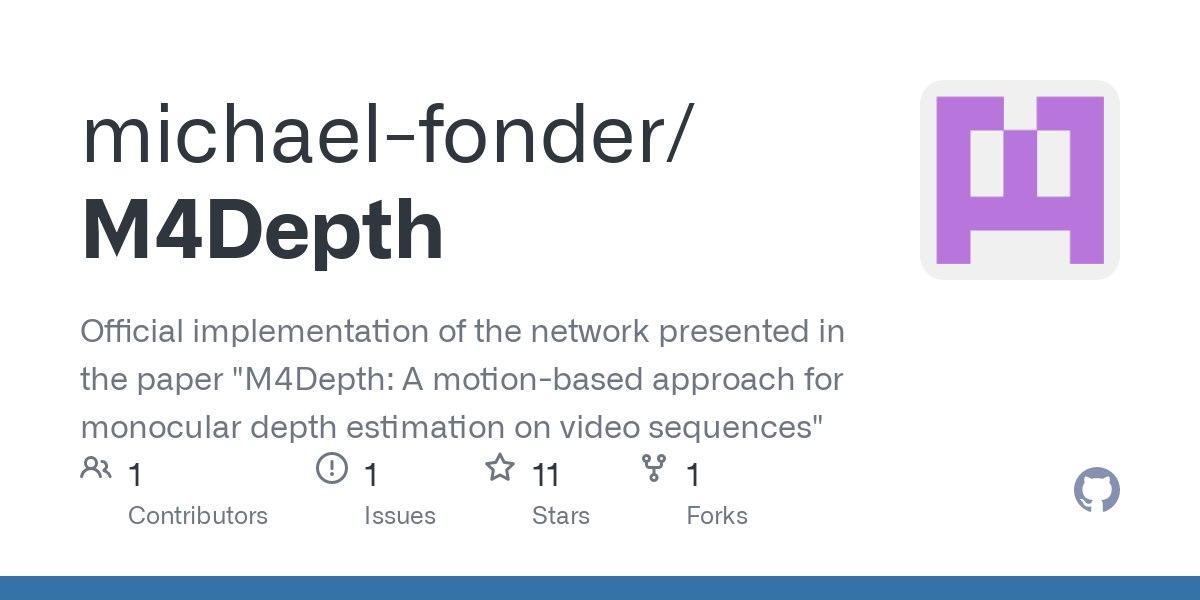 michael-fonder/
M4Depth
Official implementation of the network presented in
the paper "M4Depth: A motion-based approach for
monocular depth estimation on video sequences"
1 1 11 1
Contributors Issues Stars Forks